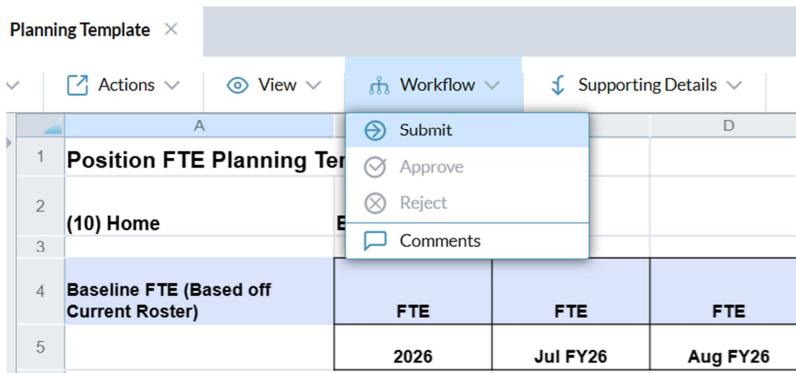 Planning Template
Actions View Workflow Supporting Details
A D
Submit
1 Position FTE Planning
Approve
2 (10) Home
Reject
3
Comments
4 Baseline FTE (Based off
Current Roster) FTE FTE FTE
5 2026 Jul FY26 Aug FY26